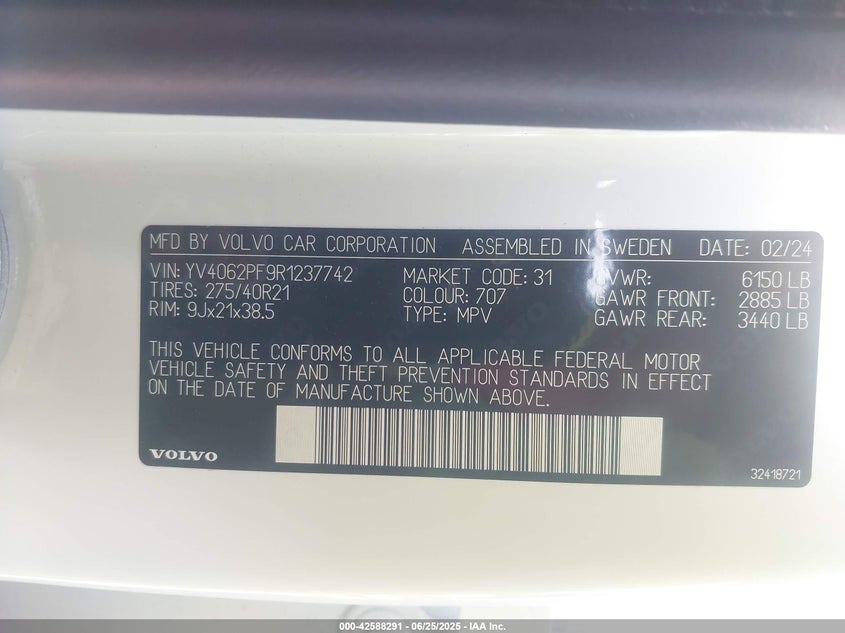 MFD BY VOLVO CAR CORPORATION ASSEMBLED IN SWEDEN DATE: 02/24
VIN: YV4062PF9R1237742 MARKET CODE: 31 GVWR: 6150 LB
TIRES: 275/40R21 COLOUR: 707 GAWR FRONT: 2885 LB
RIM: 9Jx21x38.5 TYPE: MPV GAWR REAR: 3440 LB
THIS VEHICLE CONFORMS TO ALL APPLICABLE FEDERAL MOTOR
VEHICLE SAFETY AND THEFT PREVENTION STANDARDS IN EFFECT
ON THE DATE OF MANUFACTURE SHOWN ABOVE.
VOLVO
32418721
000-42588291 - 06/25/2025 - IAA Inc.